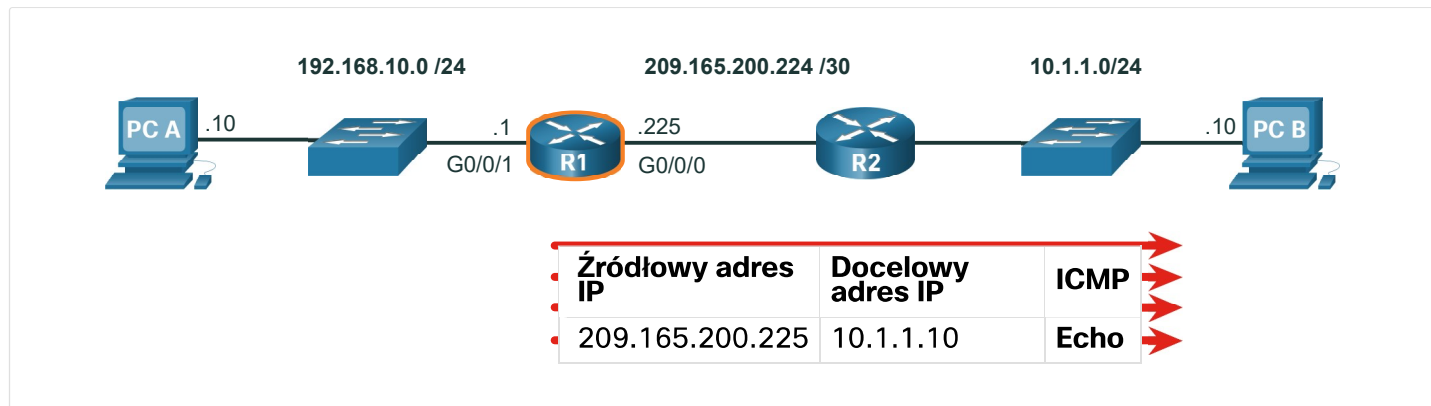 192.168.10.0 /24
209.165.200.224 /30
10.1.1.0/24
PC A
.10
.1
G0/0/1
R1
.225
G0/0/0
R2
.10
PC B
Źródłowy adres
IP
Docelowy
adres IP
ICMP
209.165.200.225
10.1.1.10
Echo